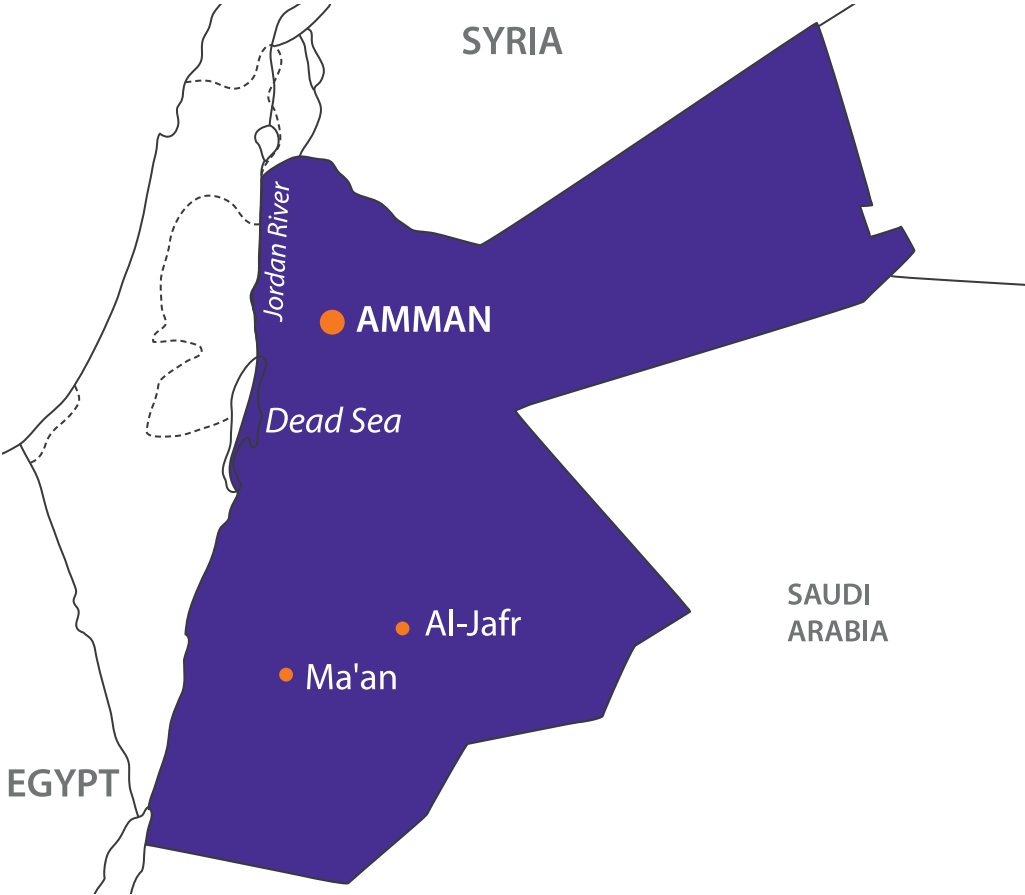 SYRIA
Jordan River
AMMAN
Dead Sea
SAUDI
ARABIA
Al-Jafr
Ma'an
EGYPT